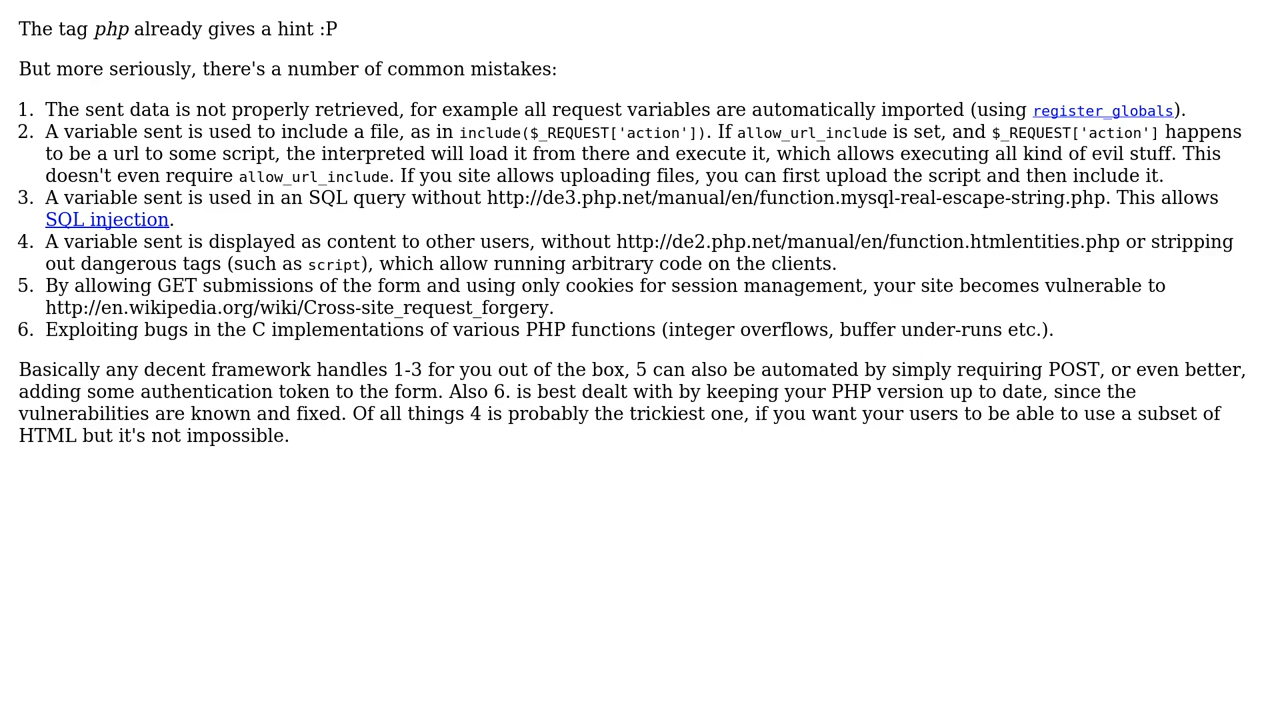 The tag php already gives a hint :P
But more seriously, there's a number of common mistakes:
1. The sent data is not properly retrieved, for example all request variables are automatically imported (using register_globals).
2. A variable sent is used to include a file, as in include($_REQUEST['action']). If allow_url_include is set, and $_REQUEST['action'] happens
to be a url to some script, the interpreted will load it from there and execute it, which allows executing all kind of evil stuff. This
doesn't even require allow_url_include. If you site allows uploading files, you can first upload the script and then include it.
3. A variable sent is used in an SQL query without http://de3.php.net/manual/en/function.mysql-real-escape-string.php. This allows
SQL injection.
4. A variable sent is displayed as content to other users, without http://de2.php.net/manual/en/function.htmlentities.php or stripping
out dangerous tags (such as script), which allow running arbitrary code on the clients.
5. By allowing GET submissions of the form and using only cookies for session management, your site becomes vulnerable to
http://en.wikipedia.org/wiki/Cross-site_request_forgery.
6. Exploiting bugs in the C implementations of various PHP functions (integer overflows, buffer under-runs etc.).
Basically any decent framework handles 1-3 for you out of the box, 5 can also be automated by simply requiring POST, or even better,
adding some authentication token to the form. Also 6. is best dealt with by keeping your PHP version up to date, since the
vulnerabilities are known and fixed. Of all things 4 is probably the trickiest one, if you want your users to be able to use a subset of
HTML but it's not impossible.